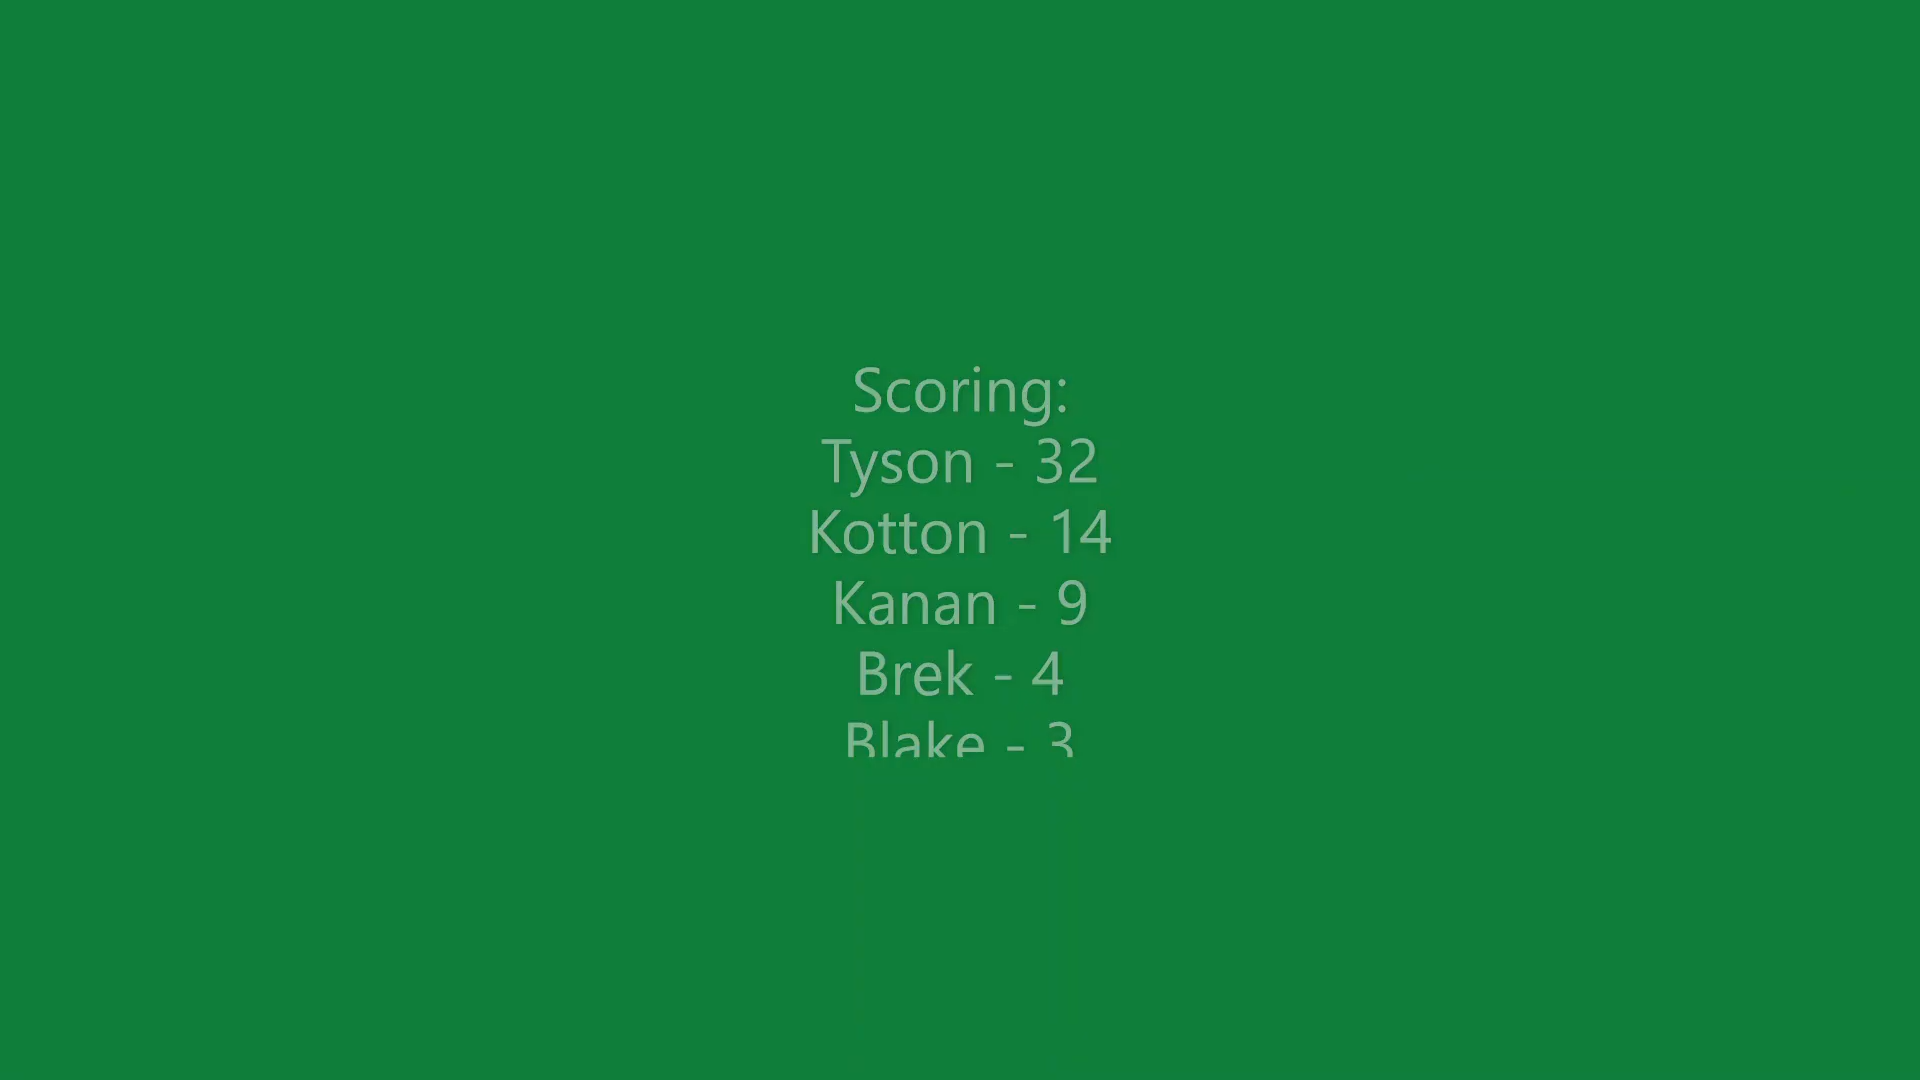 Scoring:
Tyson - 32
Kotton - 14
Kanan - 9
Brek - 4
Blake - 3